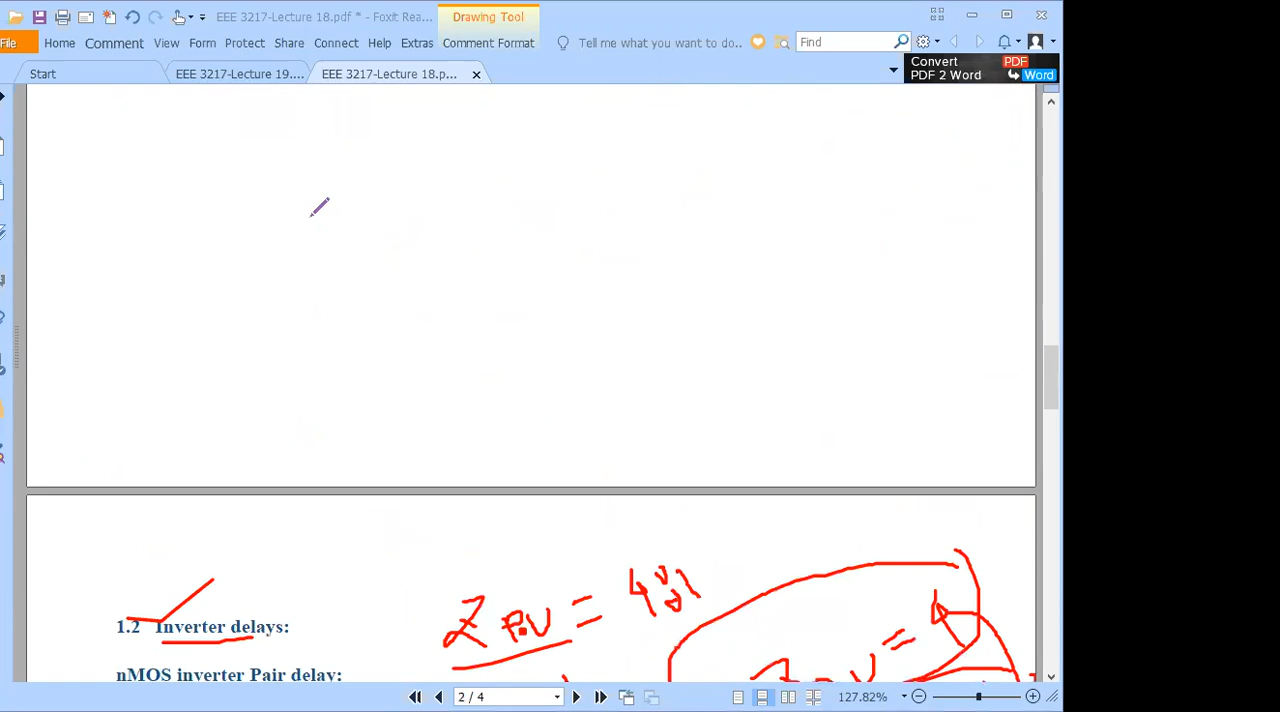 EEE 3217-Lecture 18.pdf * - Foxit Rea... Drawing Tool
File Home Comment View Form Protect Share Connect Help Extras Comment Format Tell me what you want to do.. Find
Start EEE 3217-Lecture 19.... EEE 3217-Lecture 18.p...
Convert PDF
PDF 2 Word Word
Z P.U = 4:1
1.2 Inverter delays:
nMOS inverter Pair delay:
2 / 4 127.82%